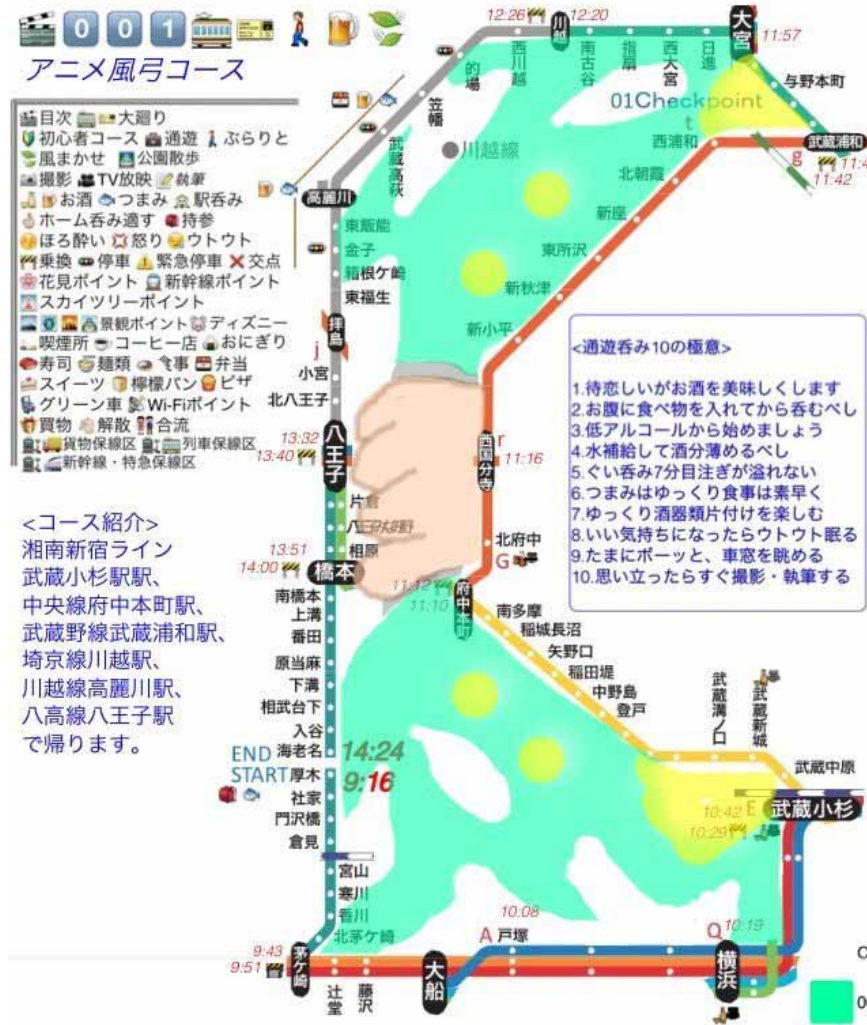 001
アニメ風弓コース
目次 大廻り
初心者コース 通遊 ぶらりと
風まかせ 公園散歩
撮影 TV放映 執筆
お酒 つまみ 駅呑み
ホーム呑み適す 持参
ほろ酔い 怒り ウトウト
乗換 停車 緊急停車 交点
花見ポイント 新幹線ポイント
スカイツリーポイント
景観ポイント ディズニー
喫煙所 コーヒー店 おにぎり
寿司 麺類 食事 弁当
スイーツ 檸檬パン ピザ
グリーン車 Wi-Fiポイント
買物 解散 合流
貨物保線区 列車保線区
新幹線・特急保線区
<コース紹介>
湘南新宿ライン
武蔵小杉駅駅、
中央線府中本町駅、
武蔵野線武蔵浦和駅、
埼京線川越駅、
川越線高麗川駅、
八高線八王子駅
で帰ります。
<通遊呑み10の極意>
1.待恋しいがお酒を美味しくします
2.お腹に食べ物を入れてから呑むべし
3.低アルコールから始めましょう
4.水補給して酒分薄めるべし
5.ぐい呑み7分目注ぎが溢れない
6.つまみはゆっくり食事は素早く
7.ゆっくり酒器類片付けを楽しむ
8.いい気持ちになったらウトウト眠る
9.たまにボーッと、車窓を眺める
10.思い立ったらすぐ撮影・執筆する
12:26
川越
12:20
大宮
11:57
的場
西川越
南古谷
指扇
西大宮
日進
与野本町
笠幡
01Checkpoint
t
武蔵高萩
川越線
西浦和
武蔵浦和
g
11:4
11:42
北朝霞
高麗川
新座
東飯能
金子
東所沢
箱根ケ崎
新秋津
東福生
拝島
新小平
j
小宮
北八王子
13:32
13:40
八王子
西国分寺
r
11:16
片倉
相原
北府中
G
13:51
14:00
橋本
11:12
11:10
府中本町
南橋本
南多摩
上溝
稲城長沼
番田
矢野口
原当麻
稲田堤
下溝
中野島
相武台下
登戸
武蔵溝ノ口
武蔵新城
入谷
END
海老名
14:24
武蔵中原
START
厚木
9:16
社家
10:42
E
武蔵小杉
門沢橋
10:29
倉見
宮山
寒川
香川
10:08
北茅ケ崎
A
戸塚
Q
10:19
9:43
9:51
茅ケ崎
大船
横浜
辻堂
藤沢
C
0